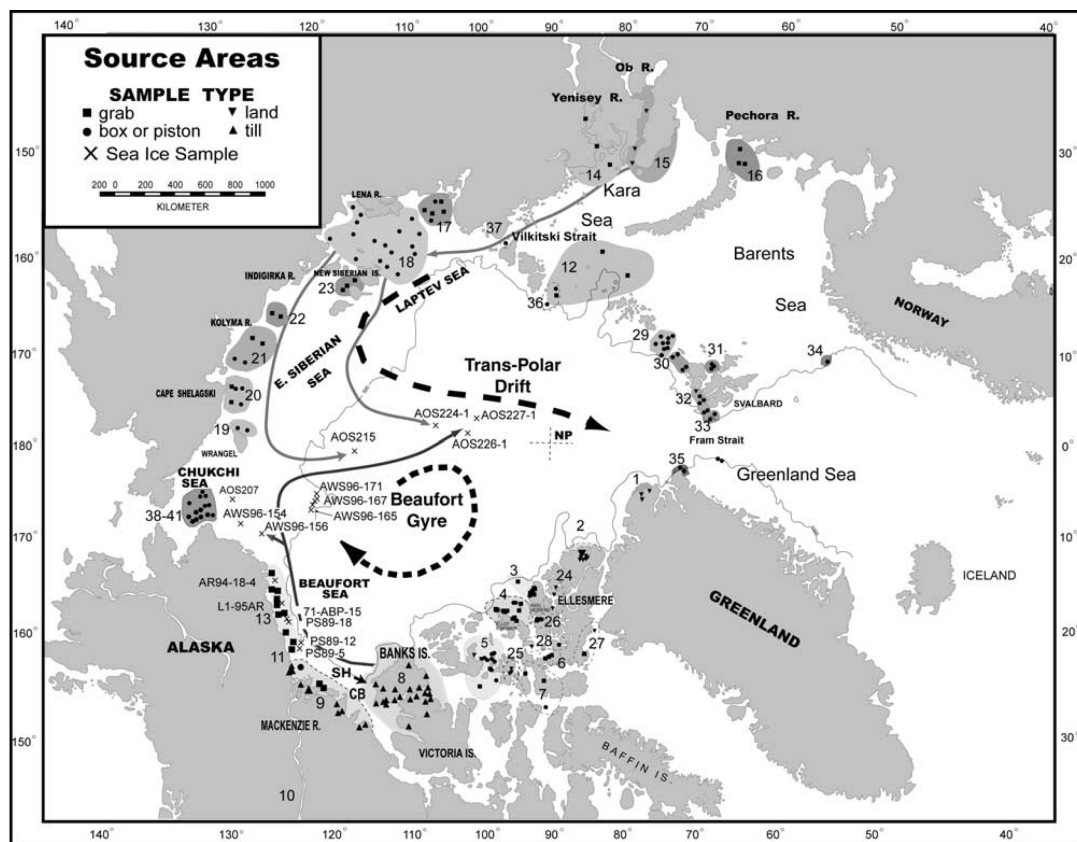 140° 130° 120° 110° 100° 90° 80° 70° 60° 50° 40°
Source Areas
SAMPLE TYPE
grab
land
box or piston
till
Sea Ice Sample
200 0 200 400 600 800 1000
KILOMETER
Ob R.
Yenisey R.
Pechora R.
150°
30°
14
15
16
Kara
Sea
LENA R.
17
37
Vilkitski Strait
18
Barents
Sea
160°
20°
12
INDIGIRKA R.
NEW SIBERIAN IS.
23
LAPTEV SEA
36
NORWAY
22
KOLYMA R.
21
E. SIBERIAN
SEA
29
30
31
34
170°
10°
Trans-Polar
Drift
CAPE SHELAGSKI
20
32
SVALBARD
33
AOS224-1
AOS227-1
AOS226-1
NP
Fram Strait
19
WRANGEL
AOS215
180°
0°
35
Greenland Sea
CHUKCHI
SEA
AOS207
38-41
AWS96-171
AWS96-167
AWS96-165
AWS96-154
AWS96-156
Beaufort
Gyre
1
2
170°
10°
AR94-18-4
BEAUFORT
SEA
3
24
4
ELLESMERE
ICELAND
L1-95AR
71-ABP-15
PS89-18
13
26
GREENLAND
160°
20°
ALASKA
PS89-12
PS89-5
11
BANKS IS.
5
28
27
25
6
SH
8
CB
7
9
MACKENZIE R.
150°
30°
VICTORIA IS.
BAFFIN IS.
10
140° 130° 120° 110° 100° 90° 80° 70° 60° 50°